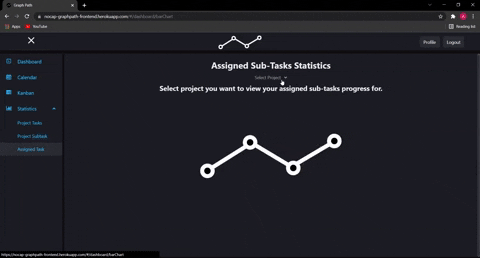 Graph Path
nocap-graphpath-frontend.herokuapp.com/#/dashboard/barChart
Apps
YouTube
Reading list
Profile
Logout
Dashboard
Calendar
Kanban
Statistics
Project Tasks
Project Subtask
Assigned Task
Assigned Sub-Tasks Statistics
Select Project
Select project you want to view your assigned sub-tasks progress for.
https://nocap-graphpath-frontend.herokuapp.com/#/dashboard/barChart